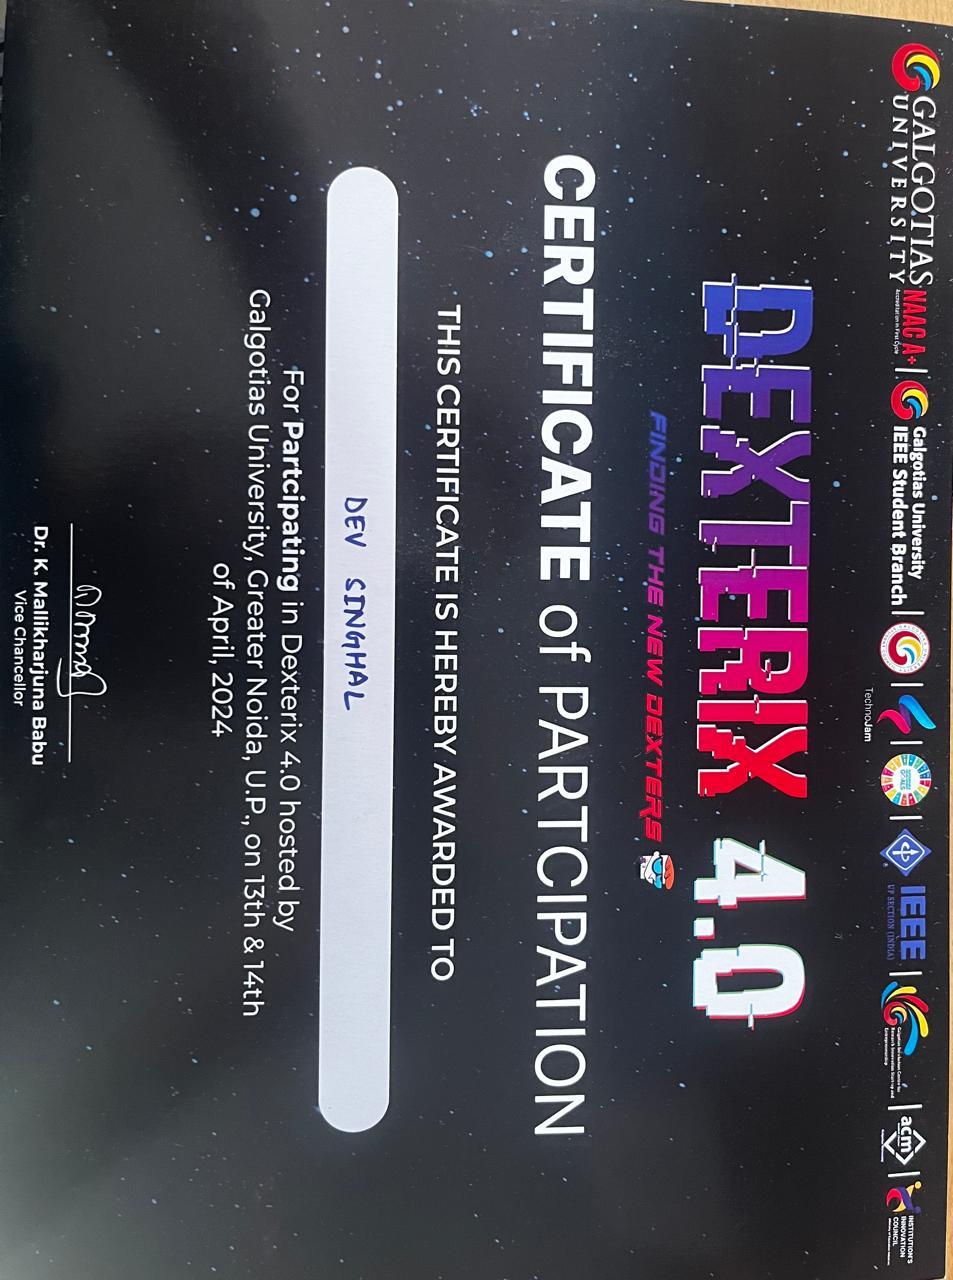 GALGOTIAS UNIVERSITY
NAAC A+
Accreditation in First Cycle
Galgotias University
IEEE Student Branch
TechnoJam
IEEE
UP SECTION (INDIA)
Galgotias Incubation Centre for
Research Innovation Start-up and
Entrepreneurship
acm
INSTITUTION'S
INNOVATION
COUNCIL
DEXTERIX 4.0
FINDING THE NEW DEXTERS
CERTIFICATE of PARTCIPATION
THIS CERTIFICATE IS HEREBY AWARDED TO
DEV SINGHAL
For Partcipating in Dexterix 4.0 hosted by
Galgotias University, Greater Noida, U.P., on 13th & 14th
of April, 2024
Dr. K. Mallikharjuna Babu
Vice Chancellor